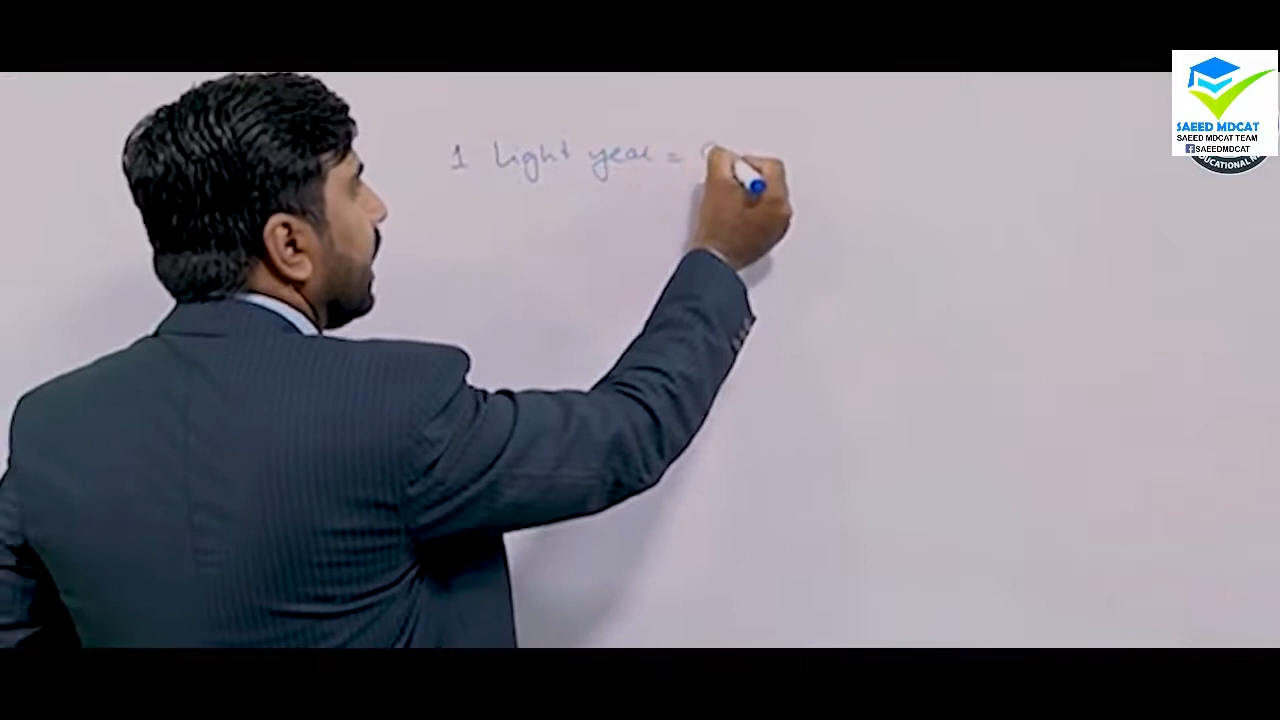 1 Light year =
SAEED MDCAT
SAEED MDCAT TEAM
SAEEDMDCAT